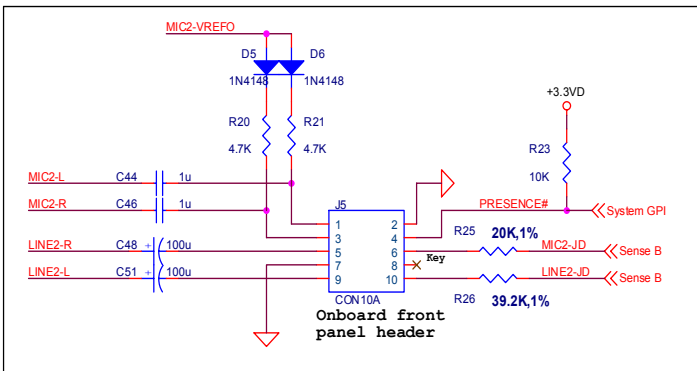 MIC2-VREFO
D5 D6
1N4148 1N4148
+3.3VD
R20 R21
4.7K 4.7K
R23
10K
MIC2-L C44 1u
MIC2-R C46 1u
J5
PRESENCE# System GPI
1 2
3 4
5 6
7 8
9 10
Key
R25 20K,1% MIC2-JD Sense B
LINE2-R C48 + 100u
LINE2-L C51 + 100u
LINE2-JD Sense B
R26 39.2K,1%
CON10A
Onboard front
panel header